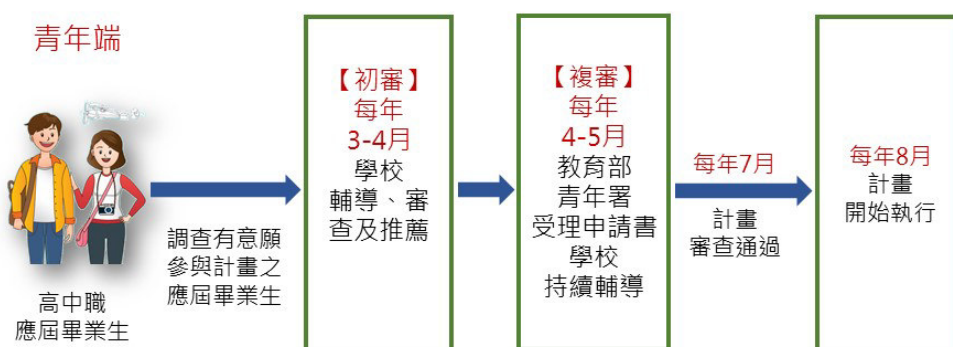 青年端
高中職
應屆畢業生
調查有意願
參與計畫之
應屆畢業生
【初審】
每年
3-4月
學校
輔導、審
查及推薦
【複審】
每年
4-5月
教育部
青年署
受理申請書
學校
持續輔導
每年7月
計畫
審查通過
每年8月
計畫
開始執行